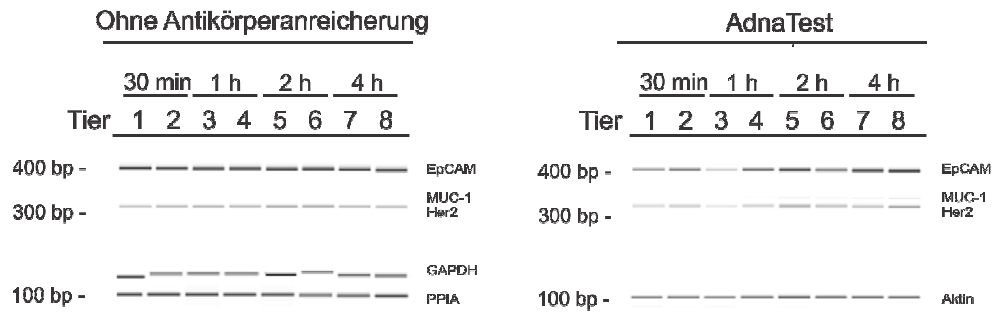 Ohne Antikörperanreicherung
30 min 1 h 2 h 4 h
Tier 1 2 3 4 5 6 7 8
400 bp - EpCAM
MUC-1
300 bp - Her2
GAPDH
100 bp - PPIA
AdnaTest
30 min 1 h 2 h 4 h
Tier 1 2 3 4 5 6 7 8
400 bp - EpCAM
MUC-1
300 bp - Her2
100 bp - Aktin